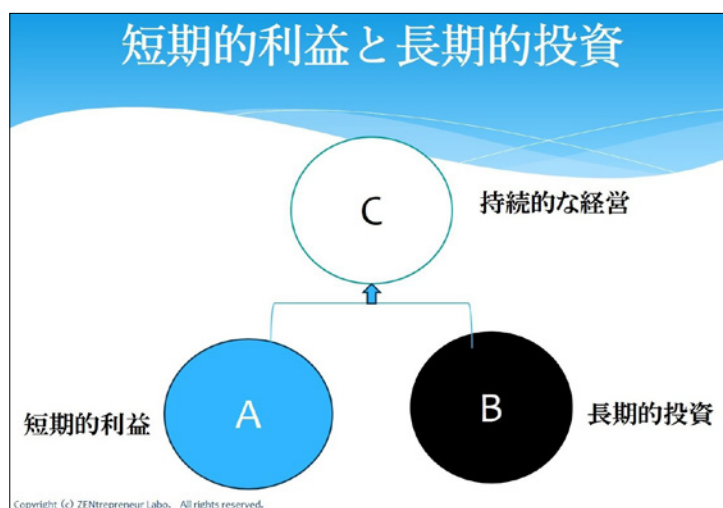 短期的利益と長期的投資
C
持続的な経営
A
短期的利益
B
長期的投資
Copyright (c) ZENtrepreneur Labo. All rights reserved.